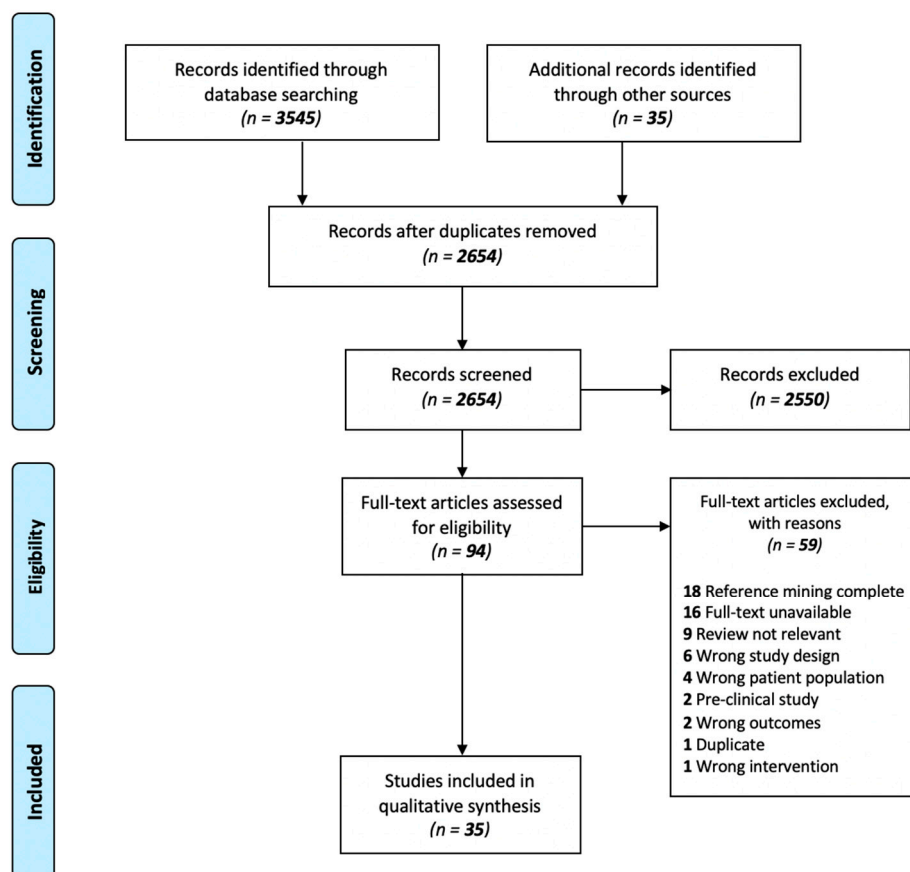 Identification
Records identified through
database searching
(n = 3545)
Additional records identified
through other sources
(n = 35)
Records after duplicates removed
(n = 2654)
Screening
Records screened
(n = 2654)
Records excluded
(n = 2550)
Eligibility
Full-text articles assessed
for eligibility
(n = 94)
Full-text articles excluded,
with reasons
(n = 59)
18 Reference mining complete
16 Full-text unavailable
9 Review not relevant
6 Wrong study design
4 Wrong patient population
2 Pre-clinical study
2 Wrong outcomes
1 Duplicate
1 Wrong intervention
Included
Studies included in
qualitative synthesis
(n = 35)